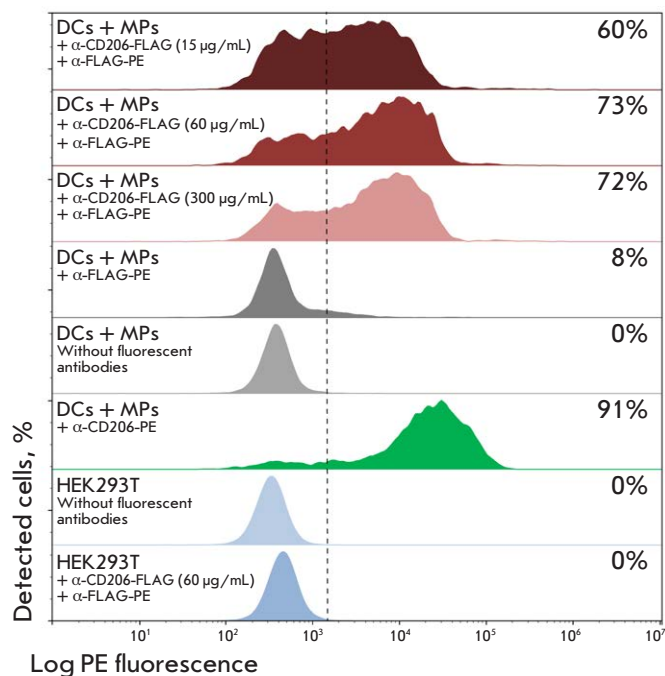 DCs + MPs
+ α-CD206-FLAG (15 µg/mL)
+ α-FLAG-PE
60%
DCs + MPs
+ α-CD206-FLAG (60 µg/mL)
+ α-FLAG-PE
73%
DCs + MPs
+ α-CD206-FLAG (300 µg/mL)
+ α-FLAG-PE
72%
DCs + MPs
+ α-FLAG-PE
8%
DCs + MPs
Without fluorescent
antibodies
0%
DCs + MPs
+ α-CD206-PE
91%
HEK293T
Without fluorescent
antibodies
0%
HEK293T
+ α-CD206-FLAG (60 µg/mL)
+ α-FLAG-PE
0%
Detected cells, %
10¹ 10² 10³ 10⁴ 10⁵ 10⁶ 10⁷
Log PE fluorescence